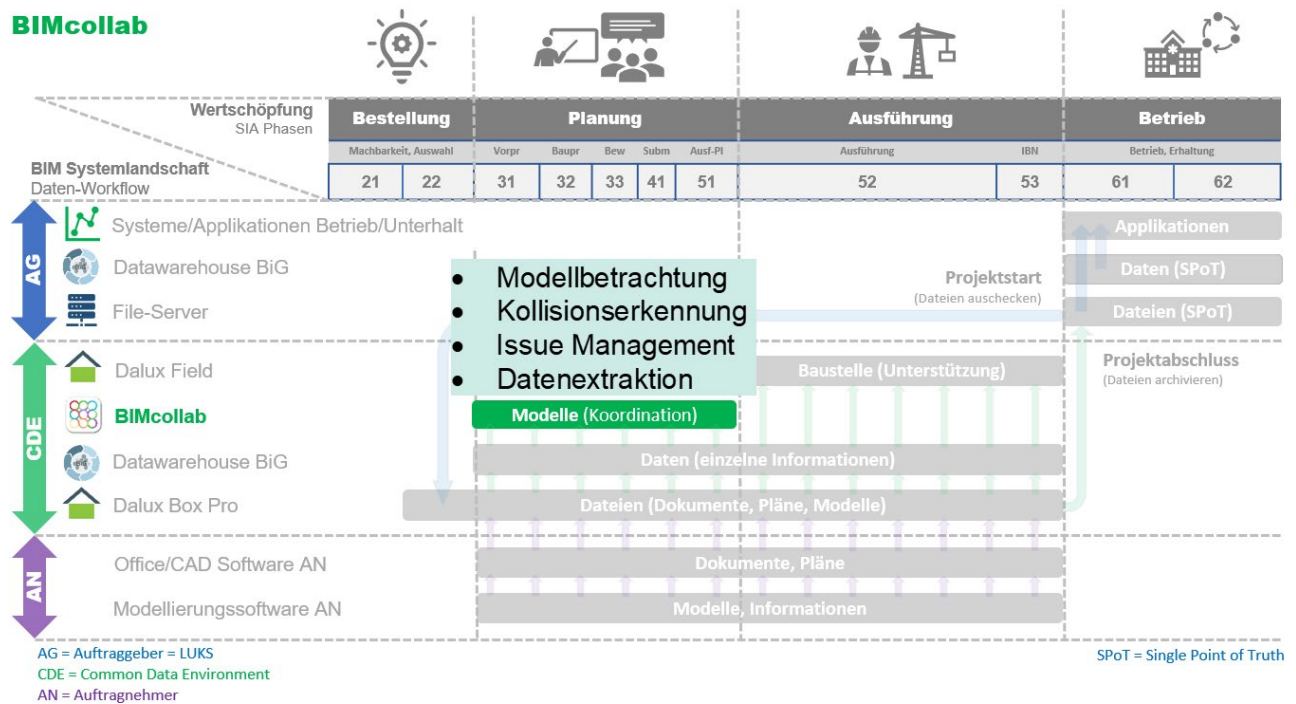 BIMcollab
Wertschöpfung
SIA Phasen
Bestellung Planung Ausführung Betrieb
Machbarkeit, Auswahl Vorpr Baupr Bew Subm Ausf-Pl Ausführung IBN Betrieb, Erhaltung
BIM Systemlandschaft
Daten-Workflow
21 22 31 32 33 41 51 52 53 61 62
AG
Systeme/Applikationen Betrieb/Unterhalt Applikationen
Datawarehouse BiG Daten (SPoT)
File-Server Dateien (SPoT)
• Modellbetrachtung
• Kollisionserkennung
• Issue Management
• Datenextraktion
Projektstart
(Dateien auschecken)
CDE
Dalux Field Baustelle (Unterstützung)
Projektabschluss
(Dateien archivieren)
BIMcollab Modelle (Koordination)
Datawarehouse BiG Daten (einzelne Informationen)
Dalux Box Pro Dateien (Dokumente, Pläne, Modelle)
AN
Office/CAD Software AN Dokumente, Pläne
Modellierungssoftware AN Modelle, Informationen
AG = Auftraggeber = LUKS
CDE = Common Data Environment
AN = Auftragnehmer
SPoT = Single Point of Truth